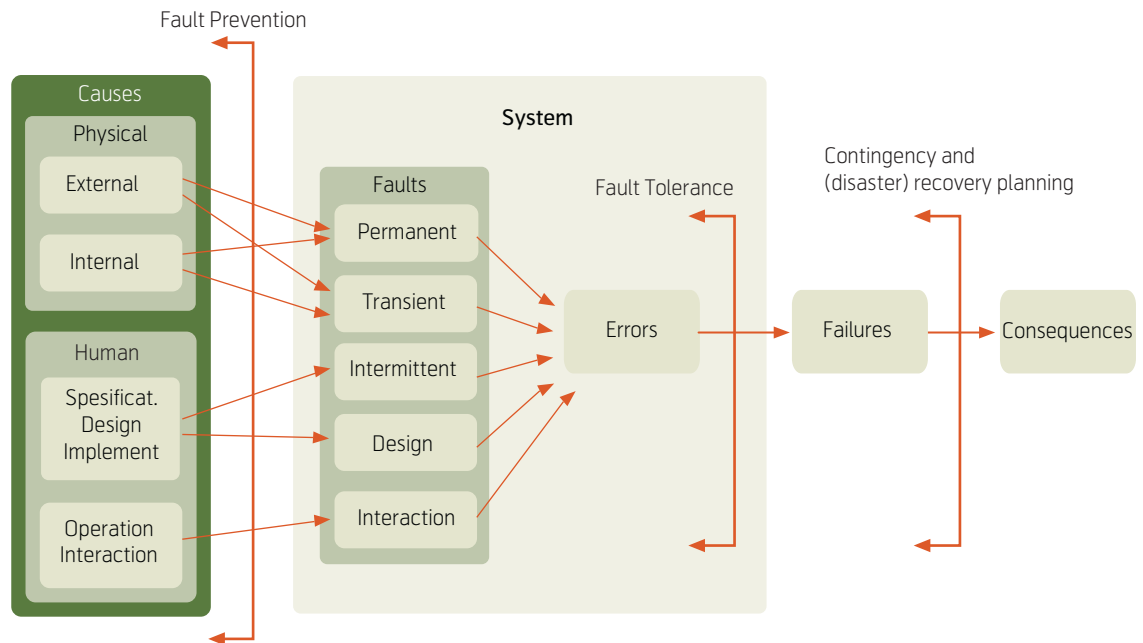 Fault Prevention
Causes
Physical
External
Internal
Human
Spesificat.
Design
Implement
Operation
Interaction
System
Faults
Permanent
Transient
Intermittent
Design
Interaction
Fault Tolerance
Errors
Contingency and
(disaster) recovery planning
Failures
Consequences